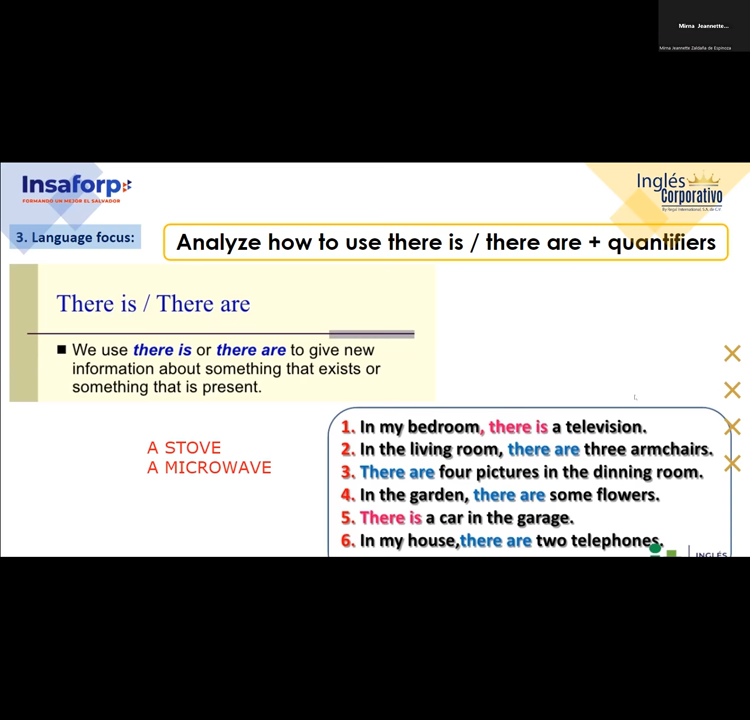 Mirna Jeannette...
Mirna Jeannette Zaldaña de Espinoza
Insaforp
FORMANDO UN MEJOR EL SALVADOR
Inglés
Corporativo
3. Language focus:
Analyze how to use there is / there are + quantifiers
There is / There are
We use there is or there are to give new
information about something that exists or
something that is present.
A STOVE
A MICROWAVE
1. In my bedroom, there is a television.
2. In the living room, there are three armchairs.
3. There are four pictures in the dinning room.
4. In the garden, there are some flowers.
5. There is a car in the garage.
6. In my house,there are two telephones.
INGLÉS